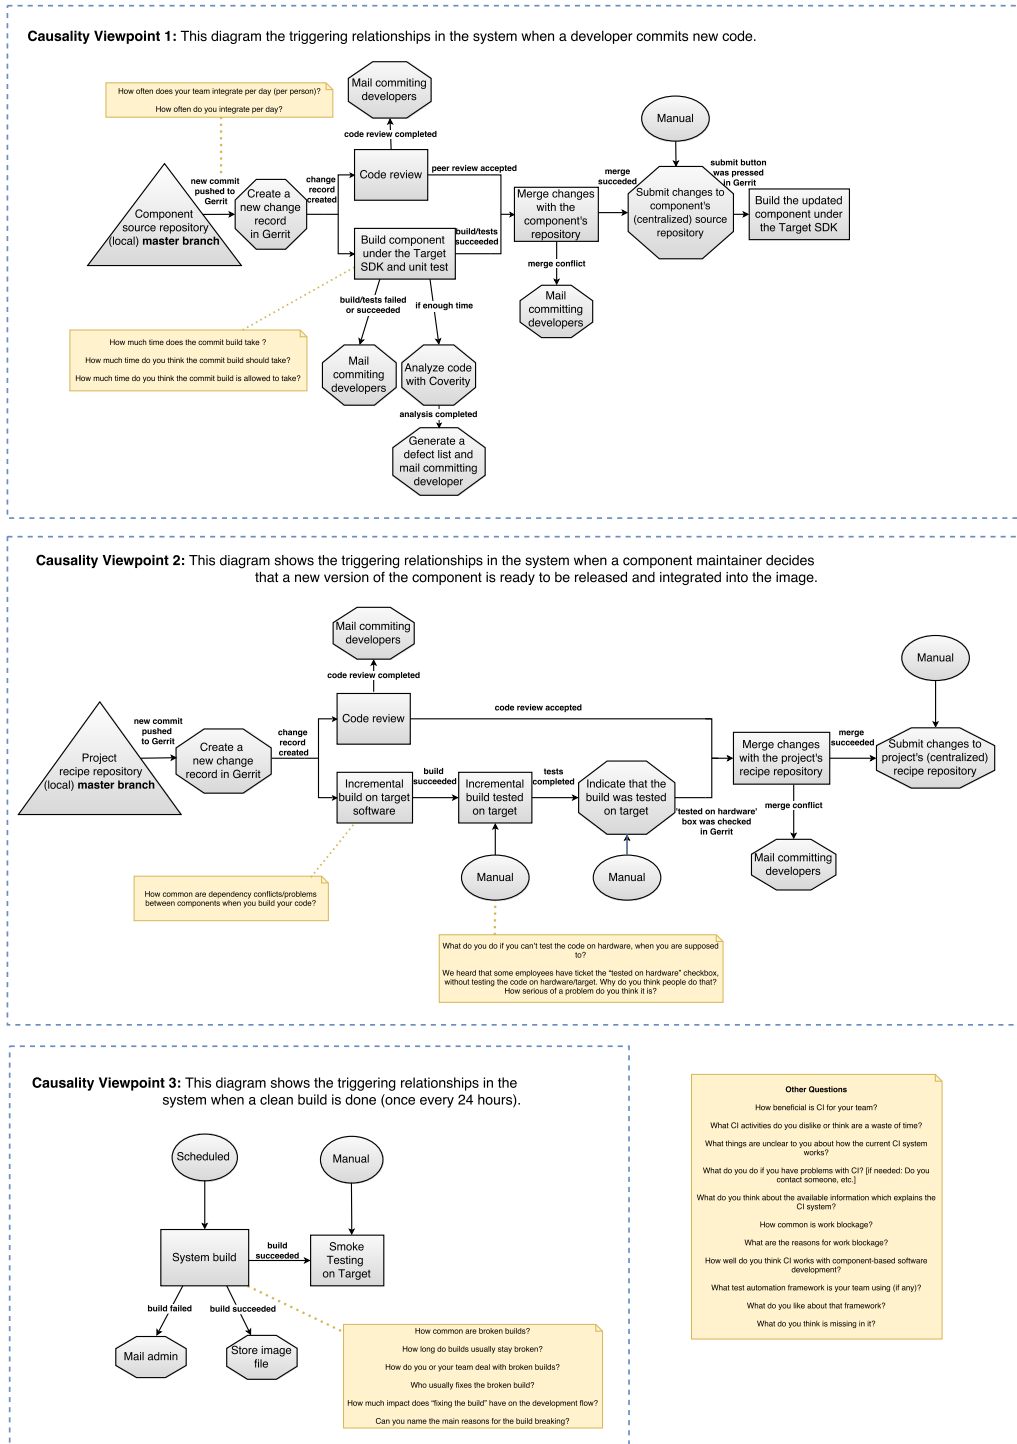 Causality Viewpoint 1: This diagram the triggering relationships in the system when a developer commits new code.
How often does your team integrate per day (per person)?
How often do you integrate per day?
Mail commiting
developers
code review completed
Manual
Code review
peer review accepted
new commit
pushed to
Gerrit
Create a
new change
record
in Gerrit
change
record
created
Component
source repository
(local) master branch
Build component
under the Target
SDK and unit test
build/tests
succeeded
Merge changes
with the
component's
repository
merge
succeded
Submit changes to
component's
(centralized) source
repository
submit button
was pressed
in Gerrit
Build the updated
component under
the Target SDK
merge conflict
Mail
committing
developers
build/tests failed
or succeeded
if enough time
Mail
commiting
developers
Analyze code
with Coverity
analysis completed
Generate a
defect list and
mail committing
developer
How much time does the commit build take ?
How much time do you think the commit build should take?
How much time do you think the commit build is allowed to take?
Causality Viewpoint 2: This diagram shows the triggering relationships in the system when a component maintainer decides
that a new version of the component is ready to be released and integrated into the image.
Mail commiting
developers
code review completed
Manual
Code review
code review accepted
new commit
pushed
to Gerrit
Create a
new change
record in Gerrit
change
record
created
Project
recipe repository
(local) master branch
Incremental
build on target
software
build
succeeded
Incremental
build tested
on target
tests
completed
Indicate that the
build was tested
on target
'tested on hardware'
box was checked
in Gerrit
Merge changes
with the project's
recipe repository
merge
succeeded
Submit changes to
project's (centralized)
recipe repository
merge conflict
Mail committing
developers
Manual
Manual
How common are dependency conflicts/problems
between components when you build your code?
What do you do if you can't test the code on hardware, when you are supposed
to?
We heard that some employees have ticket the “tested on hardware” checkbox,
without testing the code on hardware/target. Why do you think people do that?
How serious of a problem do you think it is?
Causality Viewpoint 3: This diagram shows the triggering relationships in the
system when a clean build is done (once every 24 hours).
Scheduled
Manual
System build
build
succeeded
Smoke
Testing
on Target
build failed
build succeeded
Mail admin
Store image
file
How common are broken builds?
How long do builds usually stay broken?
How do you or your team deal with broken builds?
Who usually fixes the broken build?
How much impact does “fixing the build” have on the development flow?
Can you name the main reasons for the build breaking?
Other Questions
How beneficial is CI for your team?
What CI activities do you dislike or think are a waste of time?
What things are unclear to you about how the current CI system
works?
What do you do if you have problems with CI? [if needed: Do you
contact someone, etc.]
What do you think about the available information which explains the
CI system?
How common is work blockage?
What are the reasons for work blockage?
How well do you think CI works with component-based software
development?
What test automation framework is your team using (if any)?
What do you like about that framework?
What do you think is missing in it?